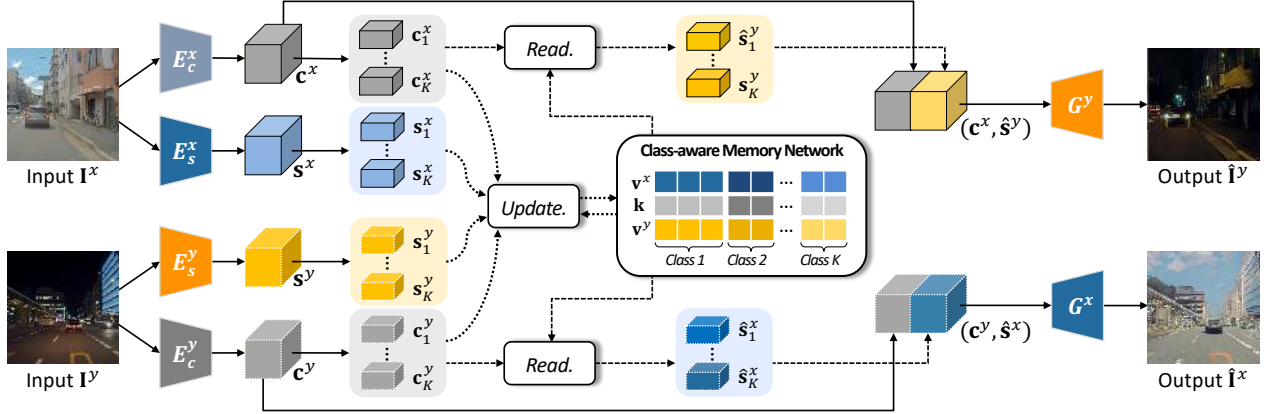 Input I^x
E_c^x
c^x
c_1^x
c_K^x
Read.
ŝ_1^y
s_K^y
(c^x, ŝ^y)
G^y
Output Î^y
E_s^x
s^x
s_1^x
s_K^x
Update.
Class-aware Memory Network
v^x
k
v^y
...
...
...
Class 1
Class 2
Class K
Input I^y
E_s^y
s^y
s_1^y
s_K^y
E_c^y
c^y
c_1^y
c_K^y
Read.
ŝ_1^x
ŝ_K^x
(c^y, ŝ^x)
G^x
Output Î^x